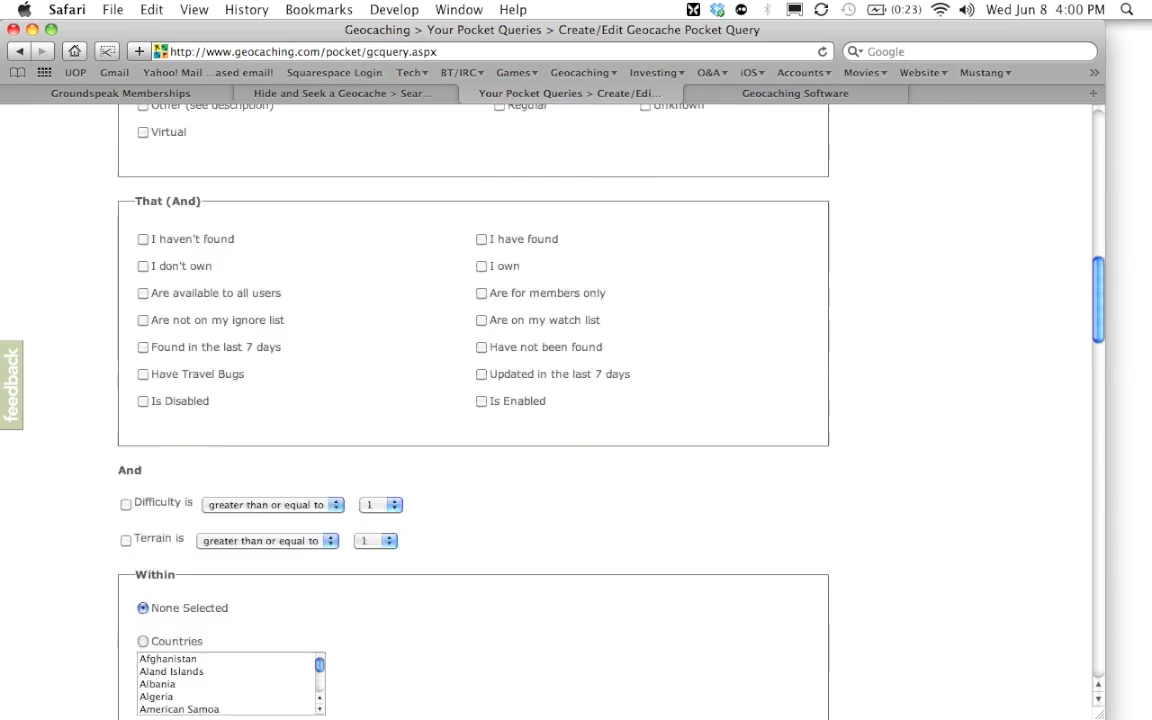 Safari File Edit View History Bookmarks Develop Window Help (0:23) Wed Jun 8 4:00 PM
Geocaching > Your Pocket Queries > Create/Edit Geocache Pocket Query
http://www.geocaching.com/pocket/gcquery.aspx Google
UOP Gmail Yahoo! Mail ...ased email! Squarespace Login Tech▾ BT/IRC▾ Games▾ Geocaching▾ Investing▾ O&A▾ iOS▾ Accounts▾ Movies▾ Website▾ Mustang▾ »
Groundspeak Memberships Hide and Seek a Geocache > Sear... Your Pocket Queries > Create/Edi... Geocaching Software +
Other (see description) Regular Unknown
Virtual
That (And)
I haven't found I have found
I don't own I own
Are available to all users Are for members only
Are not on my ignore list Are on my watch list
Found in the last 7 days Have not been found
feedback
Have Travel Bugs Updated in the last 7 days
Is Disabled Is Enabled
And
Difficulty is greater than or equal to 1
Terrain is greater than or equal to 1
Within
None Selected
Countries
Afghanistan
Aland Islands
Albania
Algeria
American Samoa